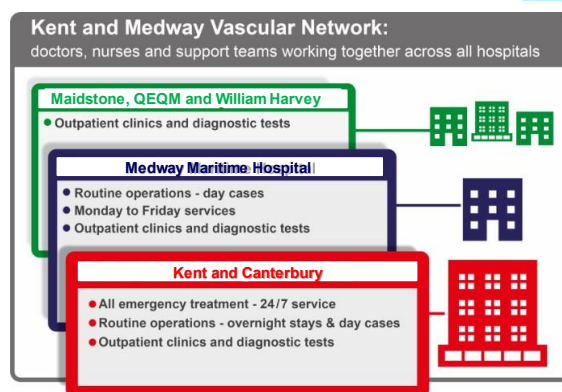 Kent and Medway Vascular Network:
doctors, nurses and support teams working together across all hospitals
Maidstone, QEQM and William Harvey
• Outpatient clinics and diagnostic tests
Medway Maritime Hospital
• Routine operations - day cases
• Monday to Friday services
• Outpatient clinics and diagnostic tests
Kent and Canterbury
• All emergency treatment - 24/7 service
• Routine operations - overnight stays & day cases
• Outpatient clinics and diagnostic tests